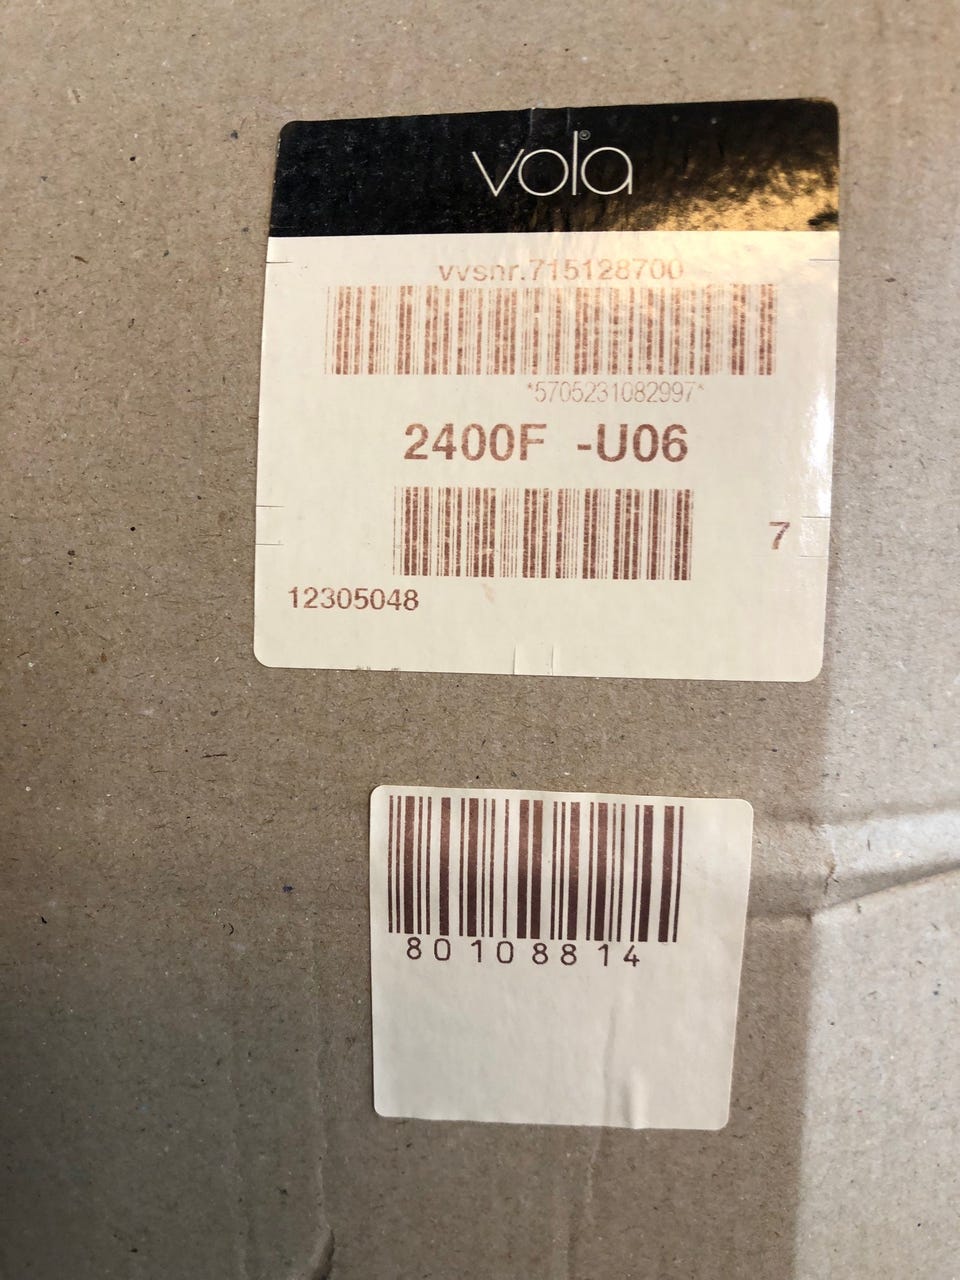 vola®
vvsnr.715128700
*5705231082997*
2400F -U06
7
12305048
80108814